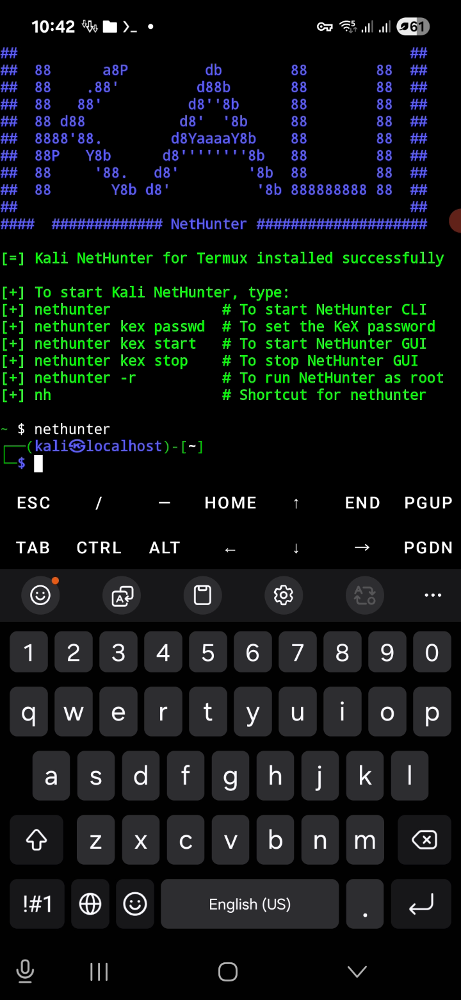 10:42
61
##                                              ##
##  88      a8P         db        88        88  ##
##  88     .88'         d88b       88        88  ##
##  88   88'          d8''8b      88        88  ##
##  88 d88           d8'  '8b     88        88  ##
##  8888'88.        d8YaaaaY8b    88        88  ##
##  88P   Y8b      d8''''''''8b   88        88  ##
##  88     '88.   d8'        '8b  88        88  ##
##  88       Y8b d8'          '8b 888888888 88  ##
##                                              ##
####  ############# NetHunter ####################
[=] Kali NetHunter for Termux installed successfully
[+] To start Kali NetHunter, type:
[+] nethunter             # To start NetHunter CLI
[+] nethunter kex passwd  # To set the KeX password
[+] nethunter kex start   # To start NetHunter GUI
[+] nethunter kex stop    # To stop NetHunter GUI
[+] nethunter -r          # To run NetHunter as root
[+] nh                    # Shortcut for nethunter
~ $ nethunter
┌──(kali㉿localhost)-[~]
└─$
ESC / — HOME ↑ END PGUP
TAB CTRL ALT ← ↓ → PGDN
1 2 3 4 5 6 7 8 9 0
q w e r t y u i o p
a s d f g h j k l
z x c v b n m
!#1 English (US) .